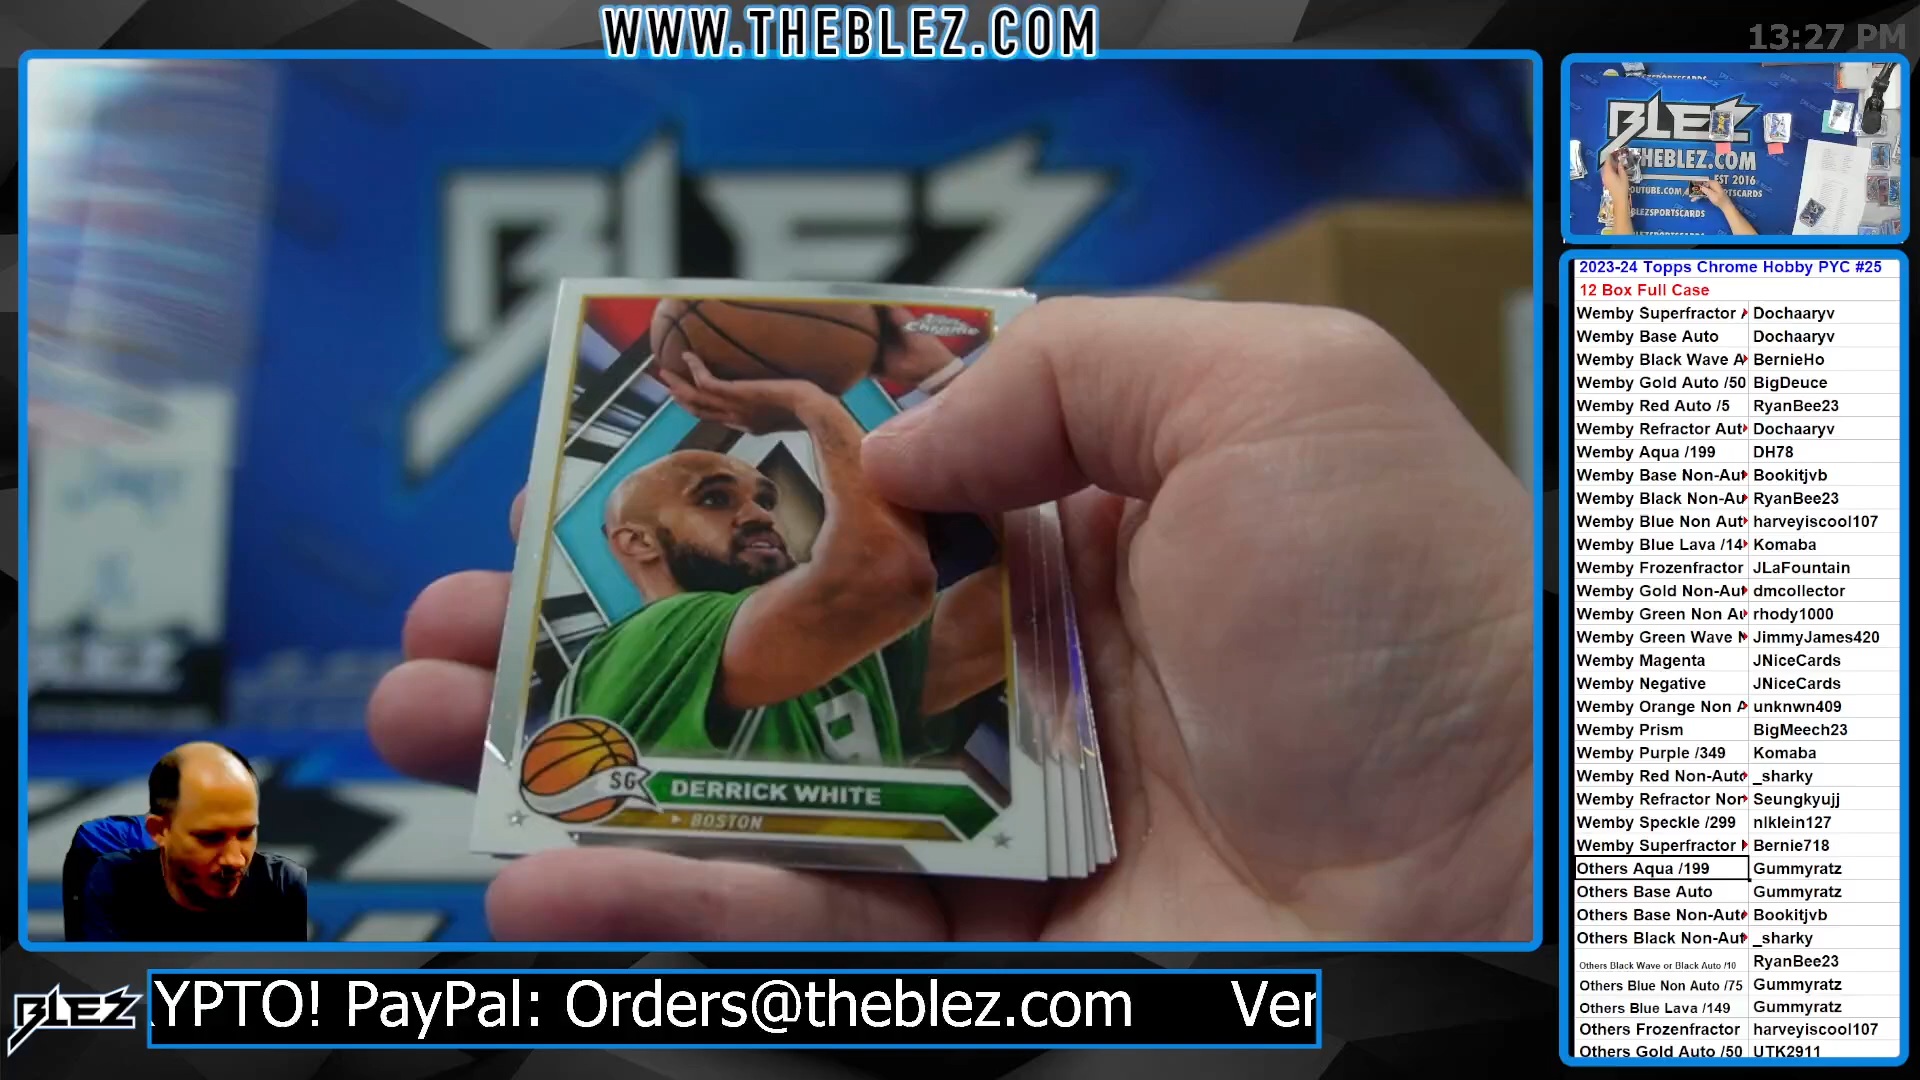 WWW.THEBLEZ.COM
13:27 PM
BLEZ
Topps Chrome
SG
DERRICK WHITE
BOSTON
9
BLEZ
THEBLEZ.COM
EST 2016
BLEZSPORTSCARDS
2023-24 Topps Chrome Hobby PYC #25
12 Box Full Case
Wemby Superfractor A Dochaaryv
Wemby Base Auto Dochaaryv
Wemby Black Wave A BernieHo
Wemby Gold Auto /50 BigDeuce
Wemby Red Auto /5 RyanBee23
Wemby Refractor Aut Dochaaryv
Wemby Aqua /199 DH78
Wemby Base Non-Aut Bookitjvb
Wemby Black Non-Au RyanBee23
Wemby Blue Non Aut harveyiscool107
Wemby Blue Lava /14 Komaba
Wemby Frozenfractor JLaFountain
Wemby Gold Non-Aut dmcollector
Wemby Green Non Au rhody1000
Wemby Green Wave N JimmyJames420
Wemby Magenta JNiceCards
Wemby Negative JNiceCards
Wemby Orange Non A unknwn409
Wemby Prism BigMeech23
Wemby Purple /349 Komaba
Wemby Red Non-Auto _sharky
Wemby Refractor Non Seungkyujj
Wemby Speckle /299 nlklein127
Wemby Superfractor Bernie718
Others Aqua /199 Gummyratz
Others Base Auto Gummyratz
Others Base Non-Auto Bookitjvb
Others Black Non-Aut _sharky
Others Black Wave or Black Auto /10 RyanBee23
Others Blue Non Auto /75 Gummyratz
Others Blue Lava /149 Gummyratz
Others Frozenfractor harveyiscool107
Others Gold Auto /50 UTK2911
BLEZ
YPTO! PayPal: Orders@theblez.com Ver